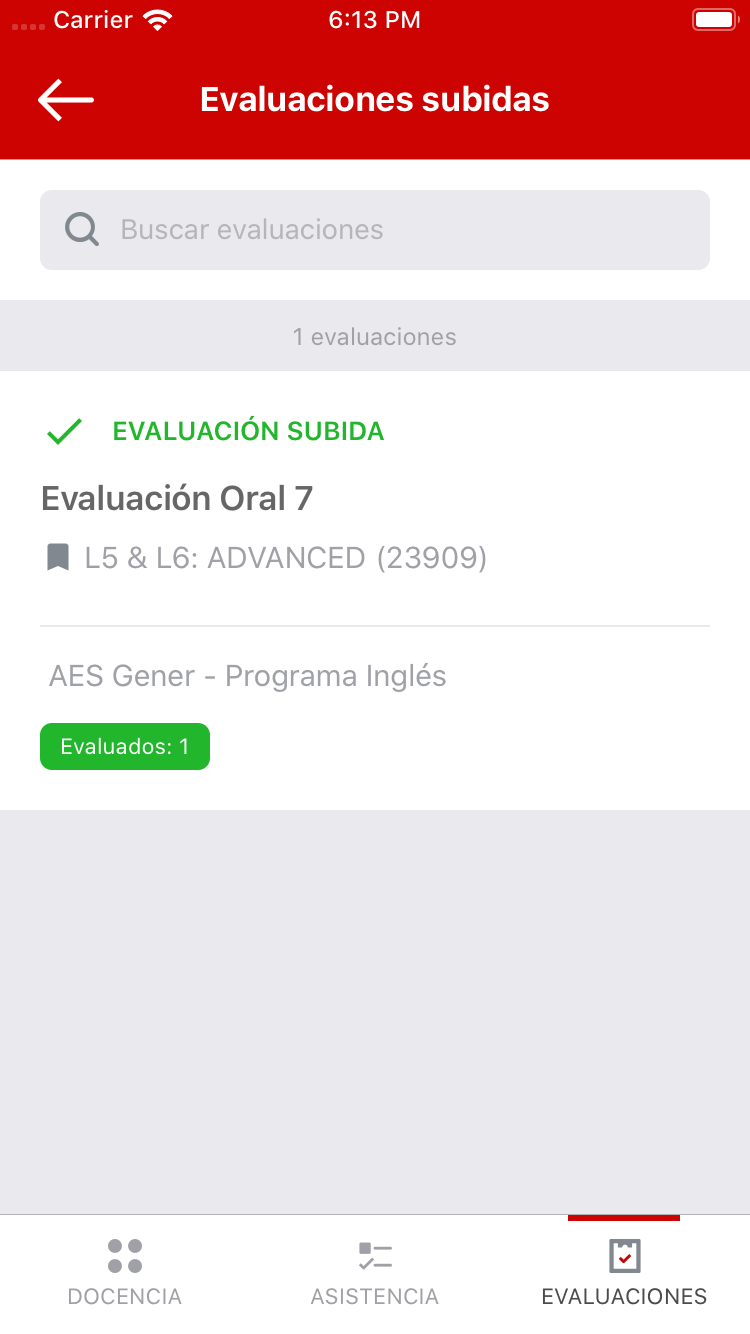 Carrier 6:13 PM
Evaluaciones subidas
Buscar evaluaciones
1 evaluaciones
EVALUACIÓN SUBIDA
Evaluación Oral 7
L5 & L6: ADVANCED (23909)
AES Gener - Programa Inglés
Evaluados: 1
DOCENCIA ASISTENCIA EVALUACIONES